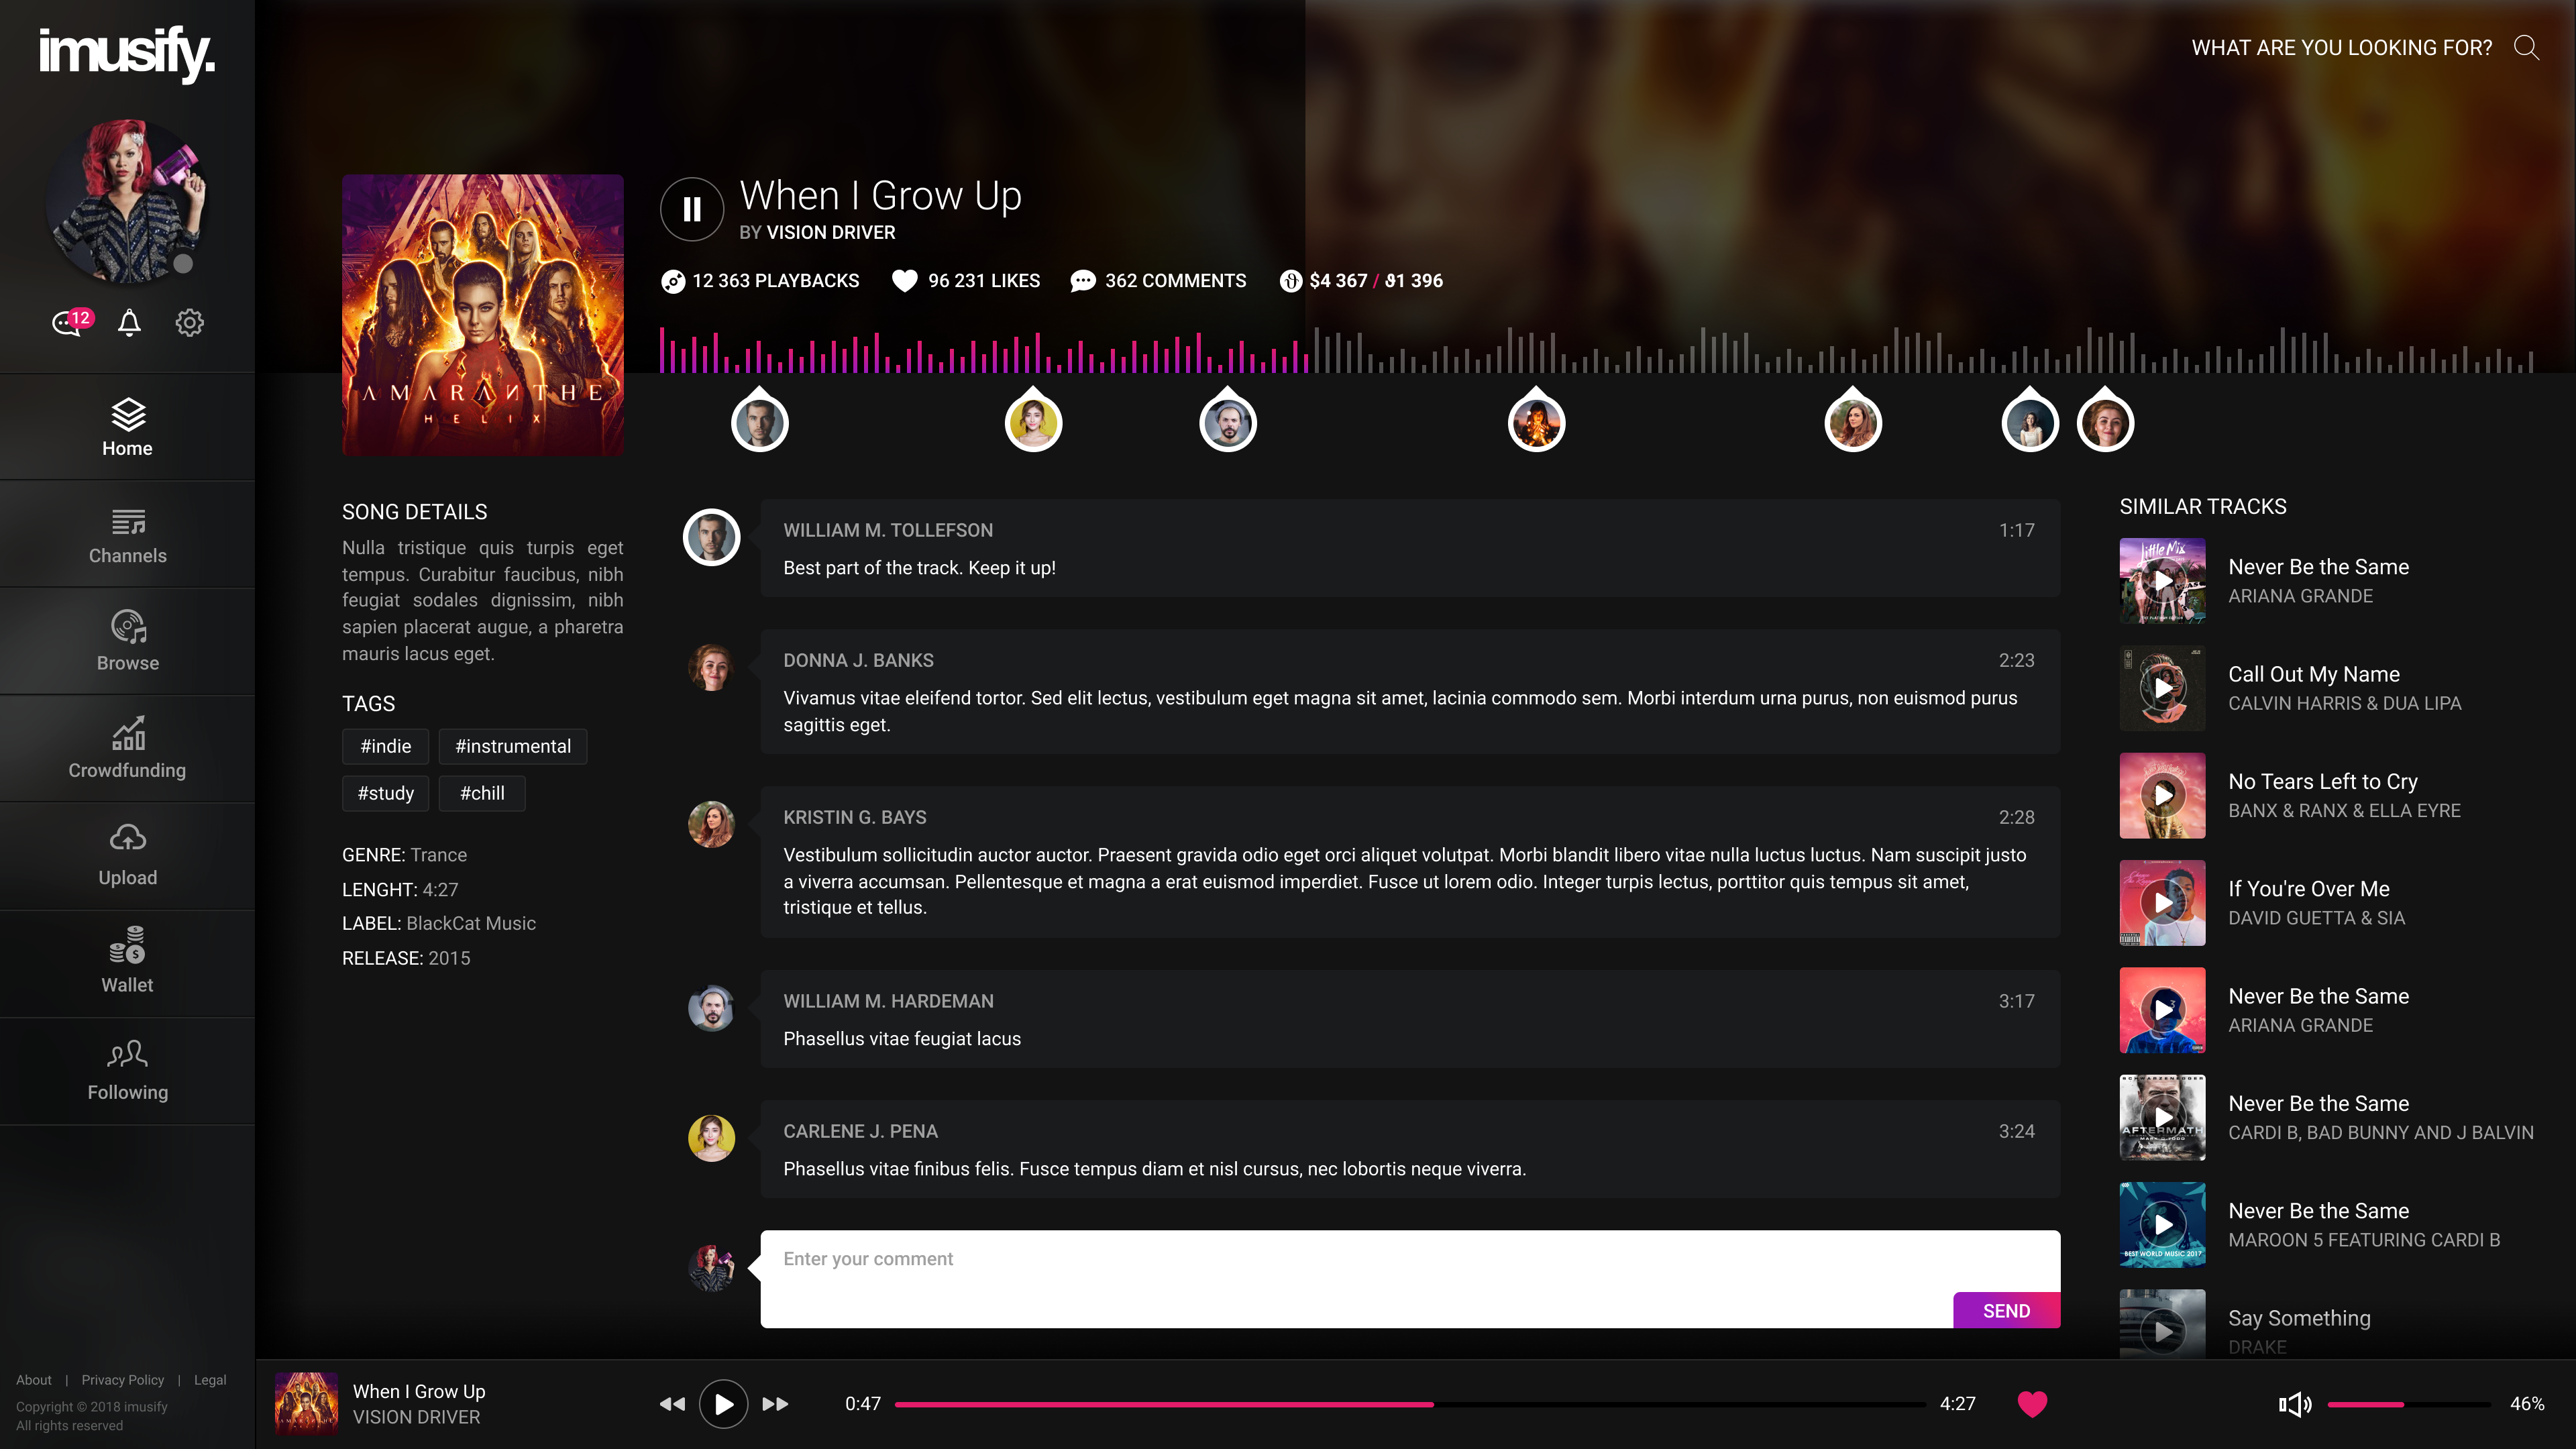 imusify.
WHAT ARE YOU LOOKING FOR?
12
Home
Channels
Browse
Crowdfunding
Upload
Wallet
Following
About | Privacy Policy | Legal
Copyright © 2018 imusify
All rights reserved
AMARANTHE
HELIX
When I Grow Up
BY VISION DRIVER
12 363 PLAYBACKS
96 231 LIKES
362 COMMENTS
$4 367 / ϑ1 396
SONG DETAILS
Nulla tristique quis turpis eget
tempus. Curabitur faucibus, nibh
feugiat sodales dignissim, nibh
sapien placerat augue, a pharetra
mauris lacus eget.
TAGS
#indie
#instrumental
#study
#chill
GENRE: Trance
LENGHT: 4:27
LABEL: BlackCat Music
RELEASE: 2015
WILLIAM M. TOLLEFSON 1:17
Best part of the track. Keep it up!
DONNA J. BANKS 2:23
Vivamus vitae eleifend tortor. Sed elit lectus, vestibulum eget magna sit amet, lacinia commodo sem. Morbi interdum urna purus, non euismod purus
sagittis eget.
KRISTIN G. BAYS 2:28
Vestibulum sollicitudin auctor auctor. Praesent gravida odio eget orci aliquet volutpat. Morbi blandit libero vitae nulla luctus luctus. Nam suscipit justo
a viverra accumsan. Pellentesque et magna a erat euismod imperdiet. Fusce ut lorem odio. Integer turpis lectus, porttitor quis tempus sit amet,
tristique et tellus.
WILLIAM M. HARDEMAN 3:17
Phasellus vitae feugiat lacus
CARLENE J. PENA 3:24
Phasellus vitae finibus felis. Fusce tempus diam et nisl cursus, nec lobortis neque viverra.
Enter your comment
SEND
SIMILAR TRACKS
Little Mix
Never Be the Same
ARIANA GRANDE
Call Out My Name
CALVIN HARRIS & DUA LIPA
No Tears Left to Cry
BANX & RANX & ELLA EYRE
If You're Over Me
DAVID GUETTA & SIA
Never Be the Same
ARIANA GRANDE
SCHWARZENEGGER
AFTERMATH
Never Be the Same
CARDI B, BAD BUNNY AND J BALVIN
BEST WORLD MUSIC 2017
Never Be the Same
MAROON 5 FEATURING CARDI B
Say Something
DRAKE
When I Grow Up
VISION DRIVER
0:47
4:27
46%